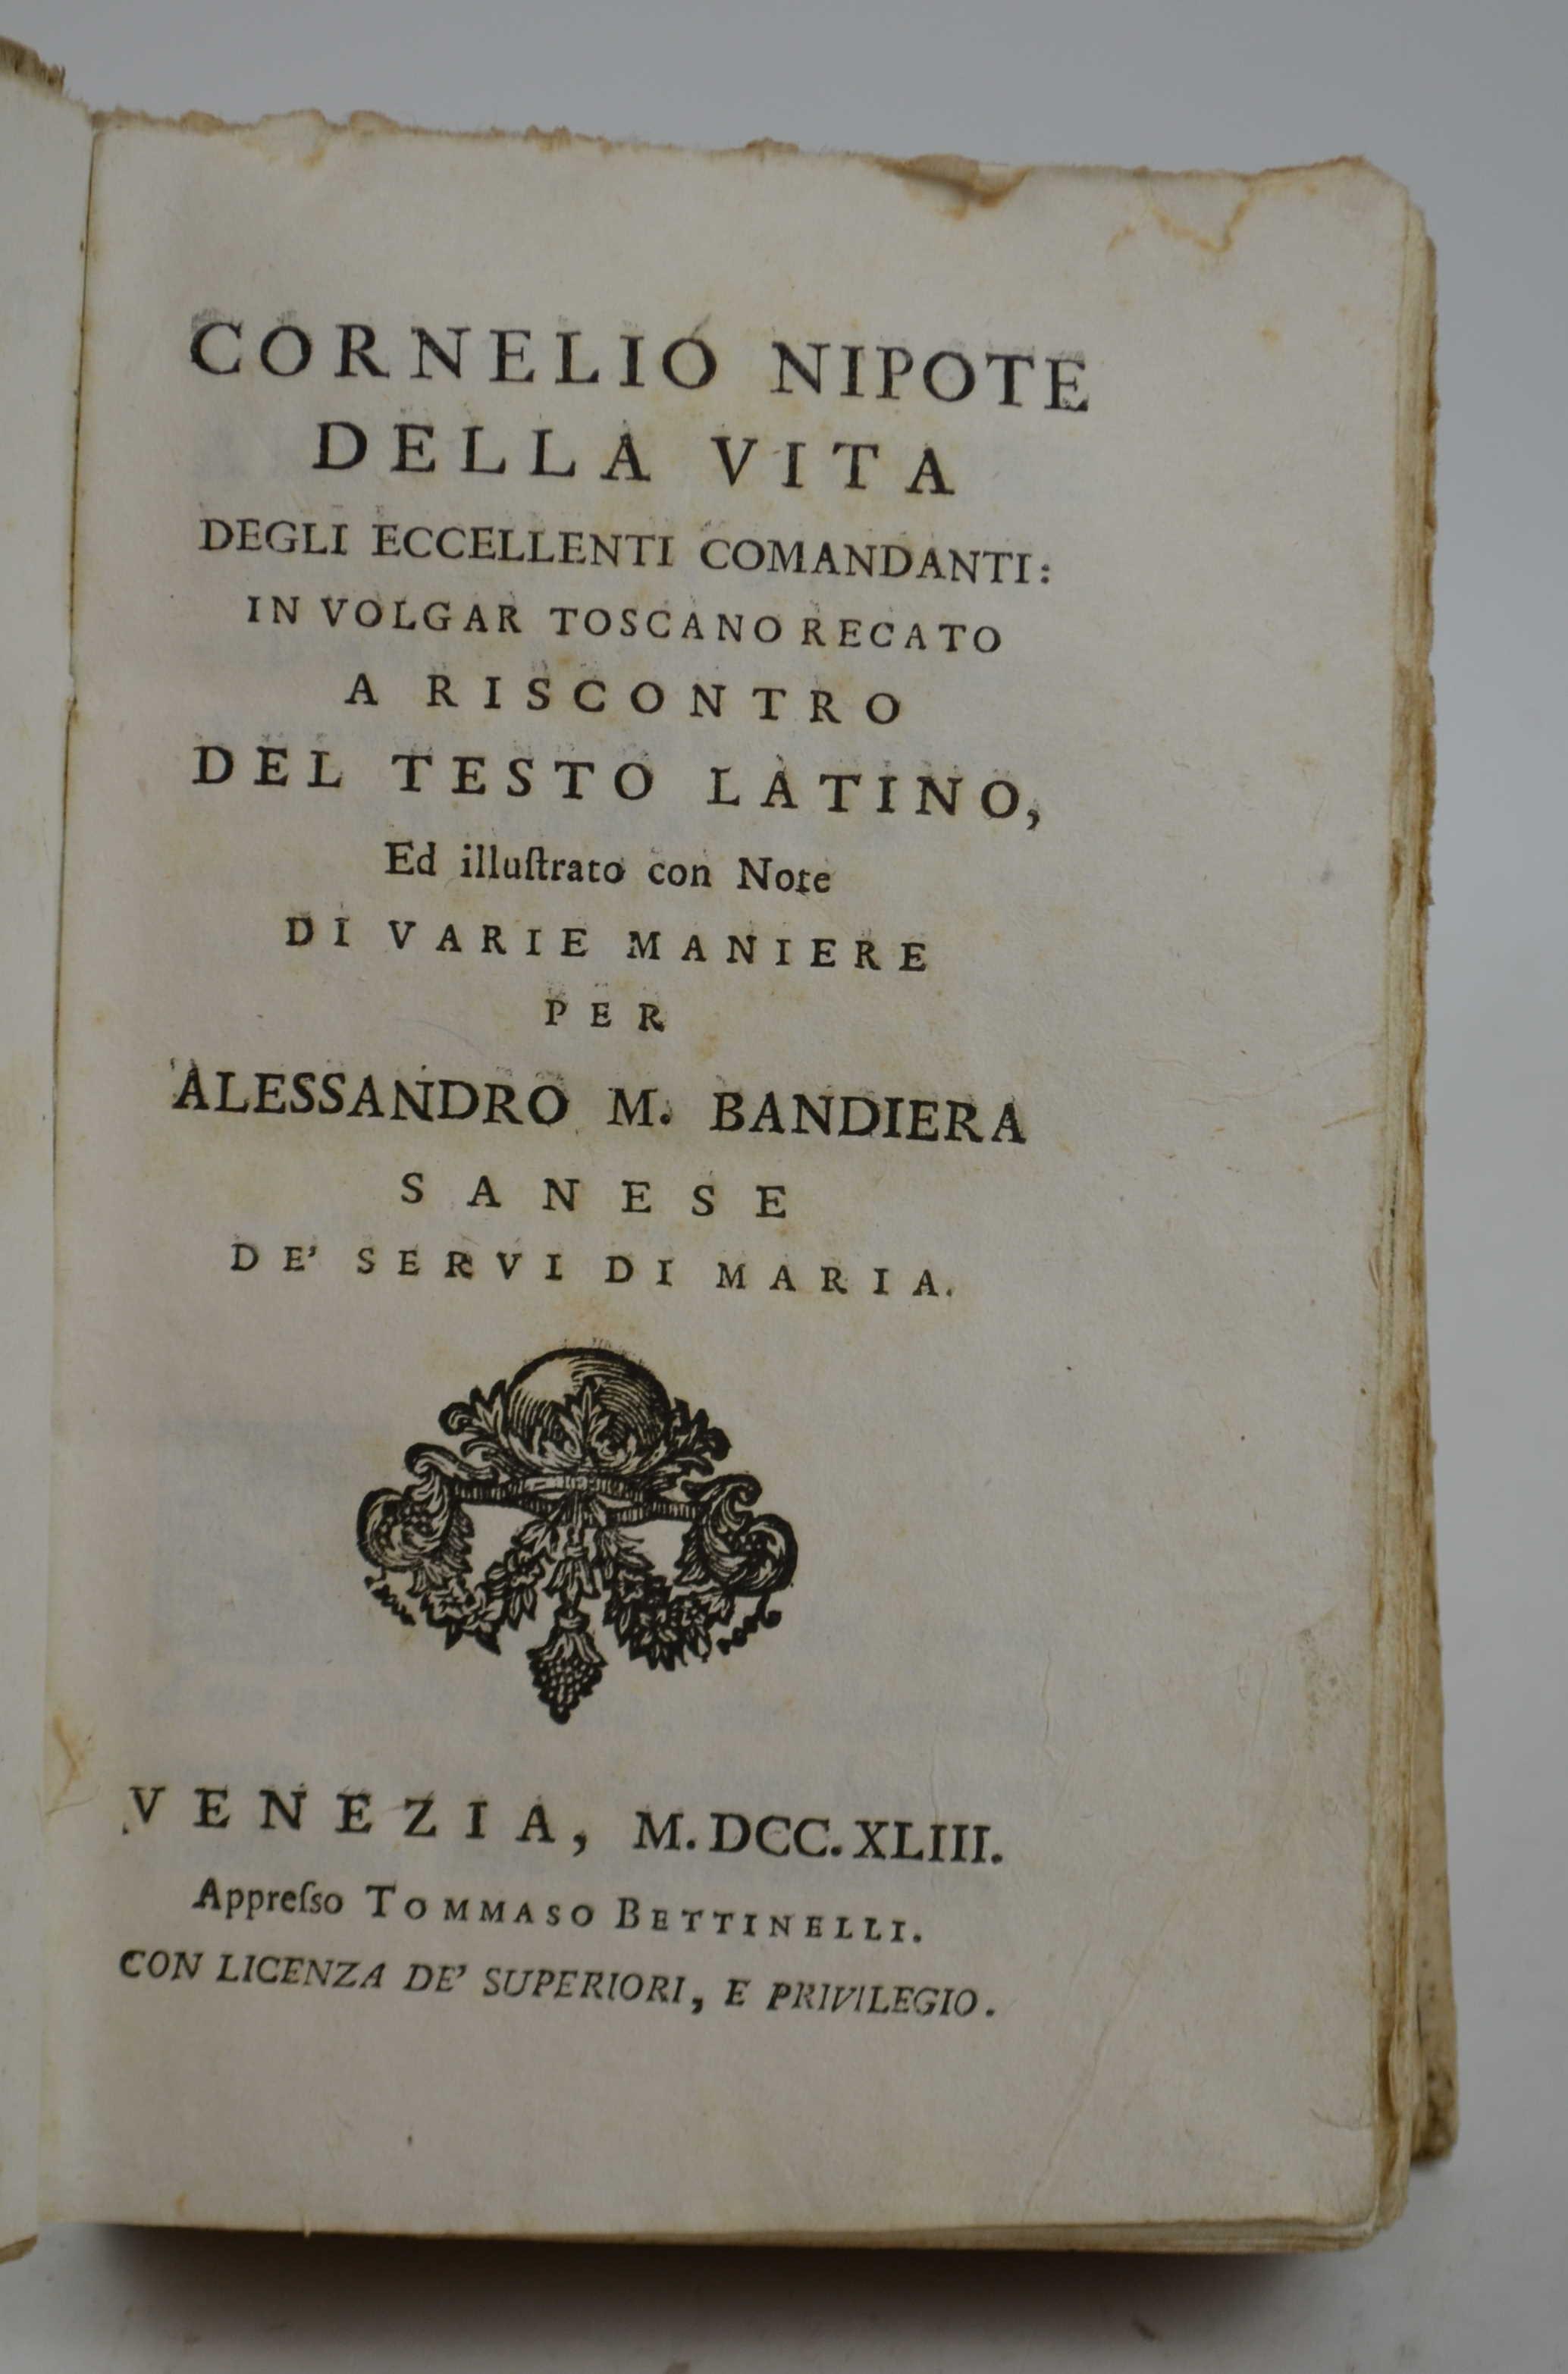 CORNELIO NIPOTE
DELLA VITA
DEGLI ECCELLENTI COMANDANTI:
IN VOLGAR TOSCANO RECATO
A RISCONTRO
DEL TESTO LATINO,
Ed illuſtrato con Note
DI VARIE MANIERE
PER
ALESSANDRO M. BANDIERA
SANESE
DE' SERVI DI MARIA.
VENEZIA, M.DCC.XLIII.
Appreſso TOMMASO BETTINELLI.
CON LICENZA DE' SUPERIORI, E PRIVILEGIO.